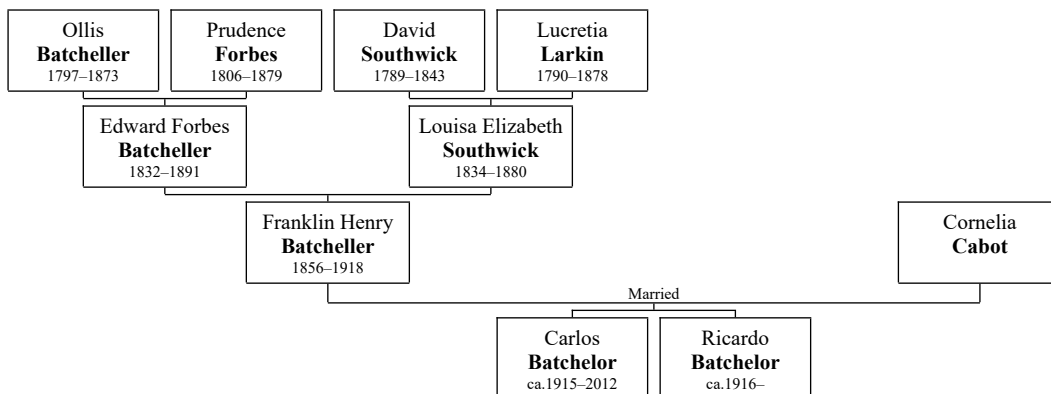 Ollis
Batcheller
1797–1873
Prudence
Forbes
1806–1879
David
Southwick
1789–1843
Lucretia
Larkin
1790–1878
Edward Forbes
Batcheller
1832–1891
Louisa Elizabeth
Southwick
1834–1880
Franklin Henry
Batcheller
1856–1918
Cornelia
Cabot
Married
Carlos
Batchelor
ca.1915–2012
Ricardo
Batchelor
ca.1916–